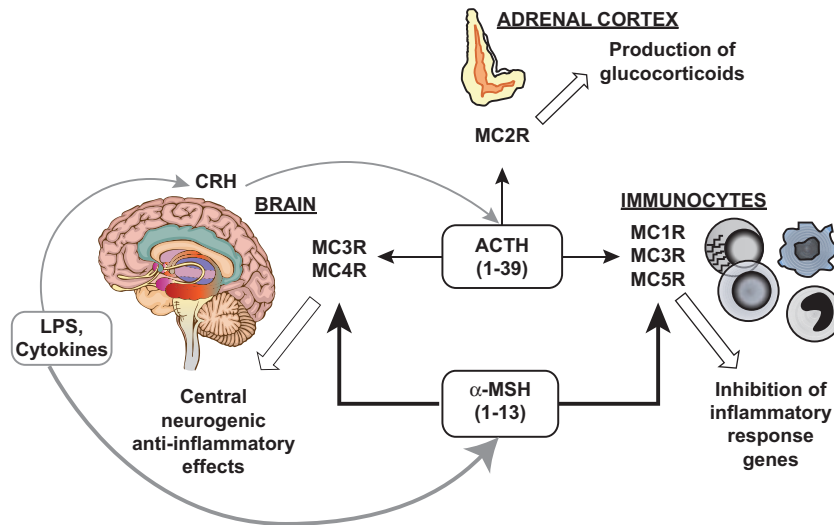 ADRENAL CORTEX
Production of
glucocorticoids
MC2R
CRH
BRAIN
IMMUNOCYTES
MC3R
MC4R
ACTH
(1-39)
MC1R
MC3R
MC5R
LPS,
Cytokines
α-MSH
(1-13)
Central
neurogenic
anti-inflammatory
effects
Inhibition of
inflammatory
response
genes